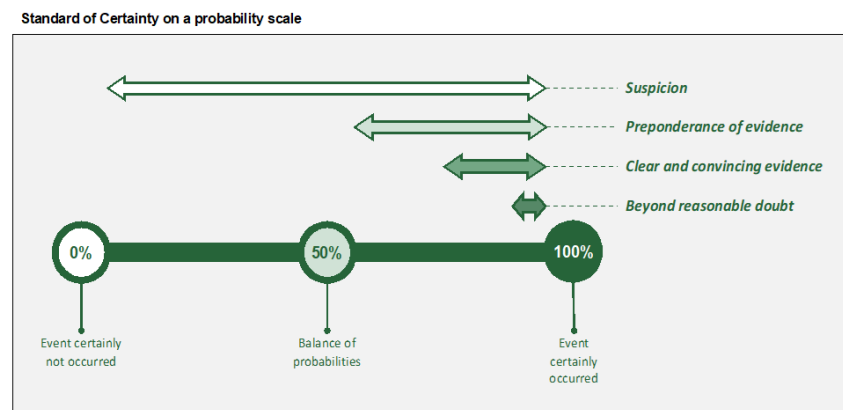 Standard of Certainty on a probability scale
Suspicion
Preponderance of evidence
Clear and convincing evidence
Beyond reasonable doubt
0%
50%
100%
Event certainly
not occurred
Balance of
probabilities
Event
certainly
occurred